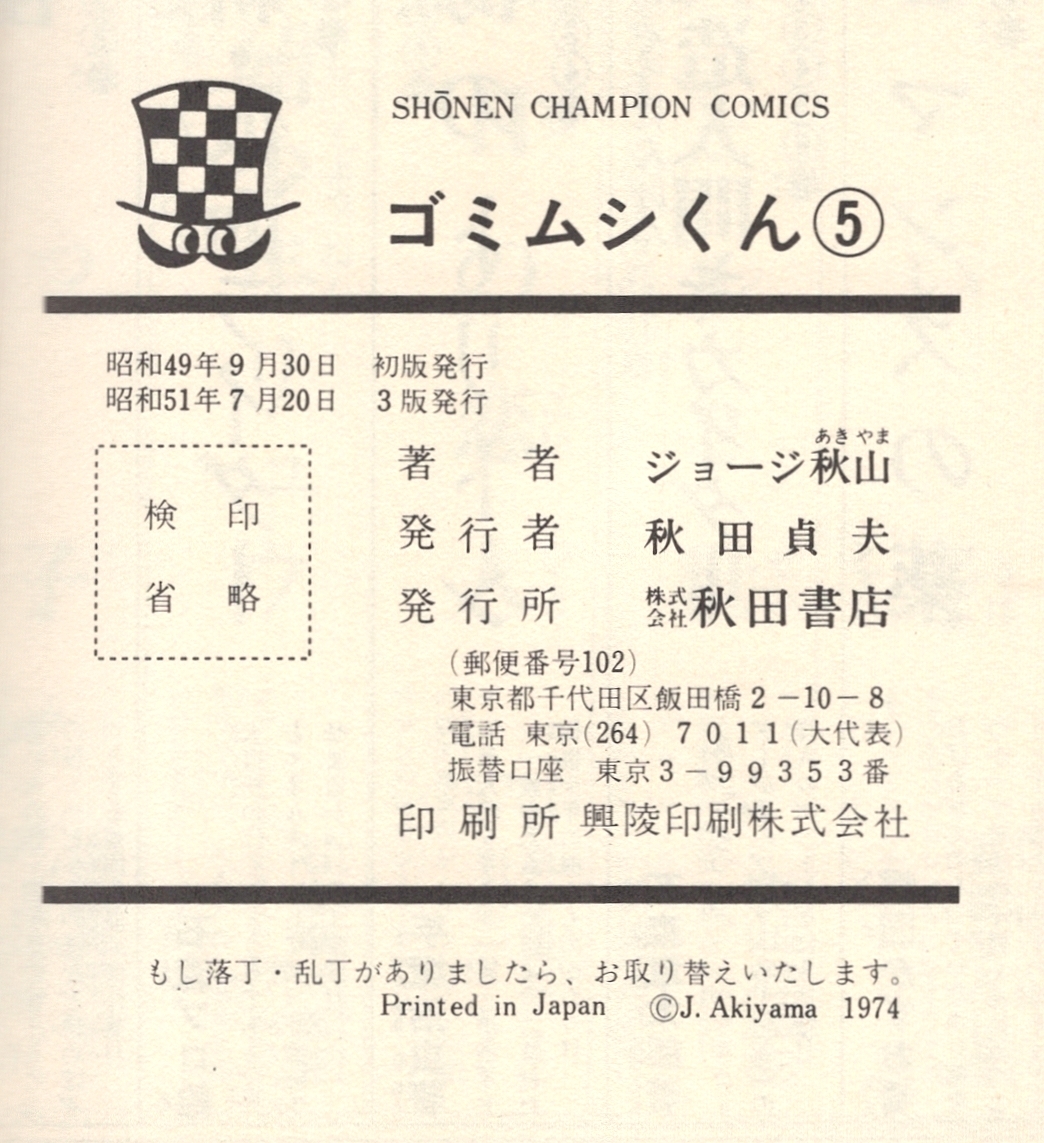 SHŌNEN CHAMPION COMICS
ゴミムシくん⑤
昭和49年9月30日 初版発行
昭和51年7月20日 3版発行
検印
省略
あきやま
著者 ジョージ秋山
発行者 秋田貞夫
発行所 株式会社秋田書店
(郵便番号102)
東京都千代田区飯田橋2-10-8
電話 東京(264) 7011(大代表)
振替口座 東京3-99353番
印刷所 興陵印刷株式会社
もし落丁・乱丁がありましたら、お取り替えいたします。
Printed in Japan ©J. Akiyama 1974